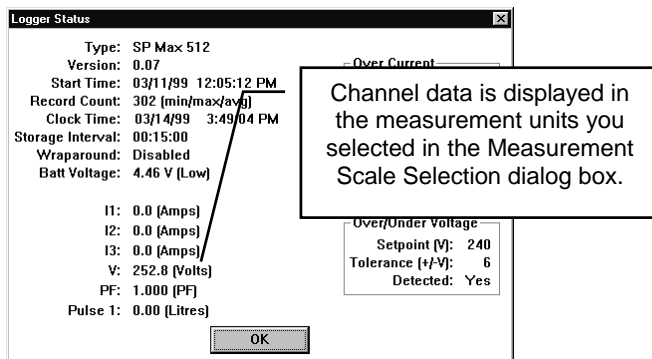 Logger Status
Type: SP Max 512
Version: 0.07
Start Time: 03/11/99 12:05:12 PM
Record Count: 302 (min/max/avg)
Clock Time: 03/14/99 3:49:04 PM
Storage Interval: 00:15:00
Wraparound: Disabled
Batt Voltage: 4.46 V (Low)
I1: 0.0 (Amps)
I2: 0.0 (Amps)
I3: 0.0 (Amps)
V: 252.8 (Volts)
PF: 1.000 (PF)
Pulse 1: 0.00 (Litres)
Over Current
Channel data is displayed in
the measurement units you
selected in the Measurement
Scale Selection dialog box.
Over/Under Voltage
Setpoint (V): 240
Tolerance (+/-V): 6
Detected: Yes
OK